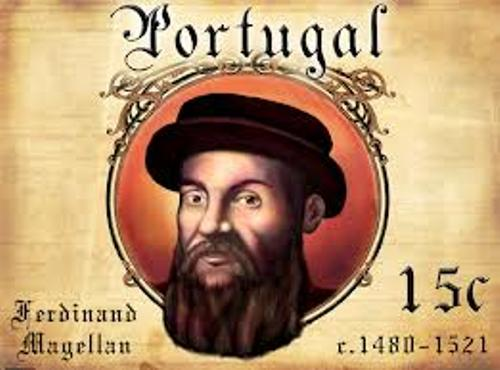 Portugal
15c
Ferdinand
Magellan
c.1480-1521